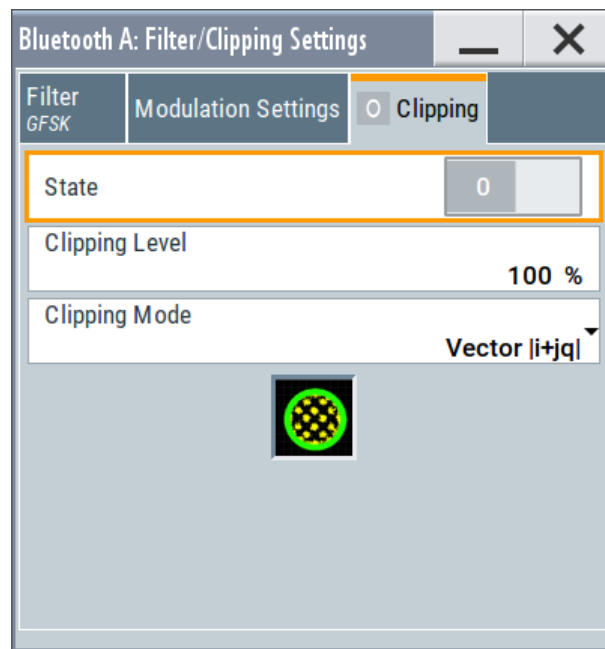 Bluetooth A: Filter/Clipping Settings
Filter
GFSK
Modulation Settings
O Clipping
State
0
Clipping Level
100 %
Clipping Mode
Vector |i+jq|